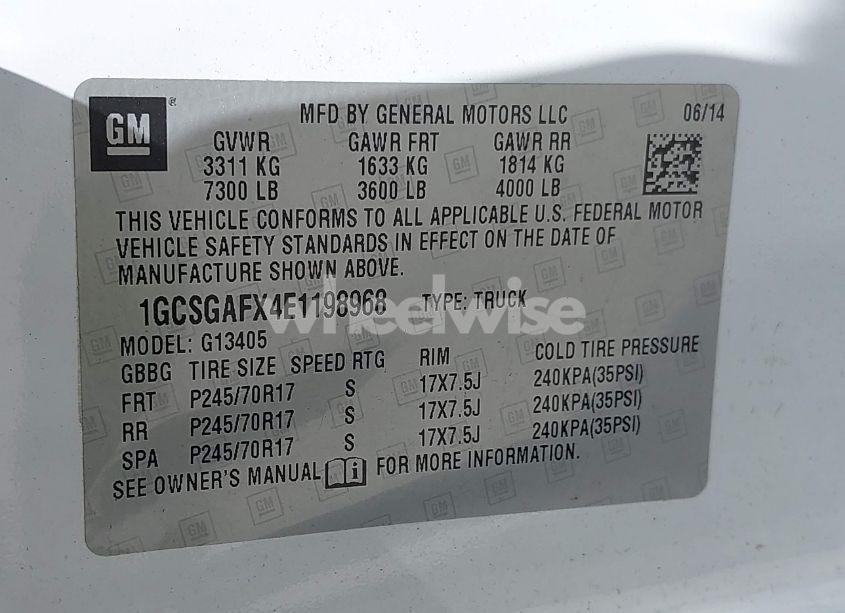 GM
MFD BY GENERAL MOTORS LLC 06/14
GVWR GAWR FRT GAWR RR
3311 KG 1633 KG 1814 KG
7300 LB 3600 LB 4000 LB
THIS VEHICLE CONFORMS TO ALL APPLICABLE U.S. FEDERAL MOTOR
VEHICLE SAFETY STANDARDS IN EFFECT ON THE DATE OF
MANUFACTURE SHOWN ABOVE.
1GCSGAFX4E1198968 TYPE: TRUCK
wheelwise
MODEL: G13405
GBBG TIRE SIZE SPEED RTG RIM COLD TIRE PRESSURE
FRT P245/70R17 S 17X7.5J 240KPA(35PSI)
RR P245/70R17 S 17X7.5J 240KPA(35PSI)
SPA P245/70R17 S 17X7.5J 240KPA(35PSI)
SEE OWNER'S MANUAL i FOR MORE INFORMATION.